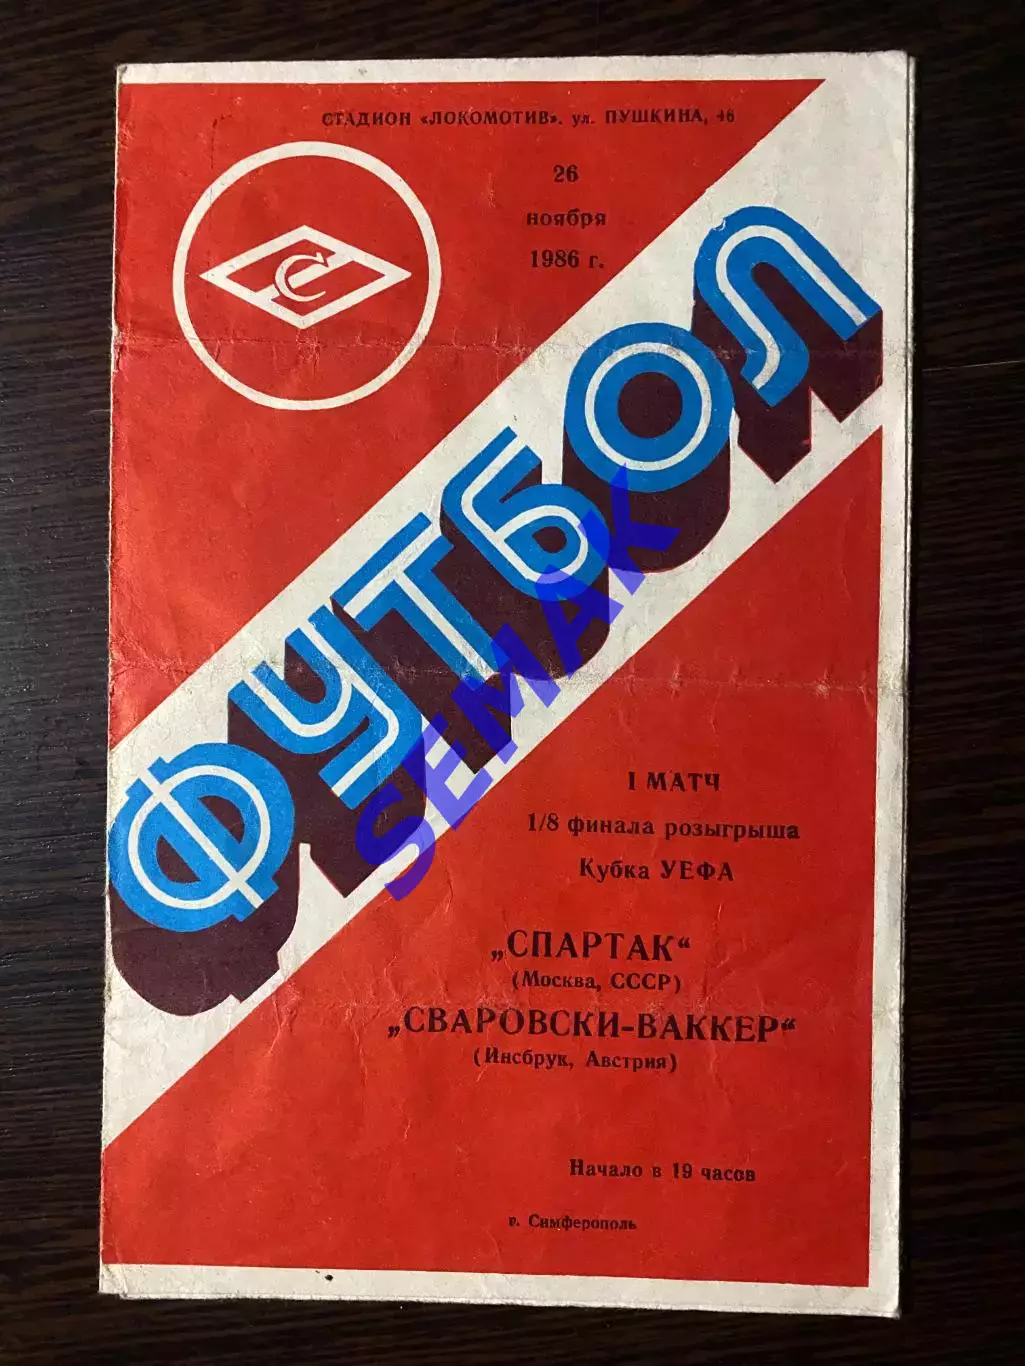 СТАДИОН «ЛОКОМОТИВ». ул. ПУШКИНА, 46
26
ноября
1986 г.
ФУТБОЛ
SEMAK
I МАТЧ
1/8 финала розыгрыша
Кубка УЕФА
„СПАРТАК“
(Москва, СССР)
„СВАРОВСКИ-ВАККЕР“
(Инсбрук, Австрия)
Начало в 19 часов
г. Симферополь